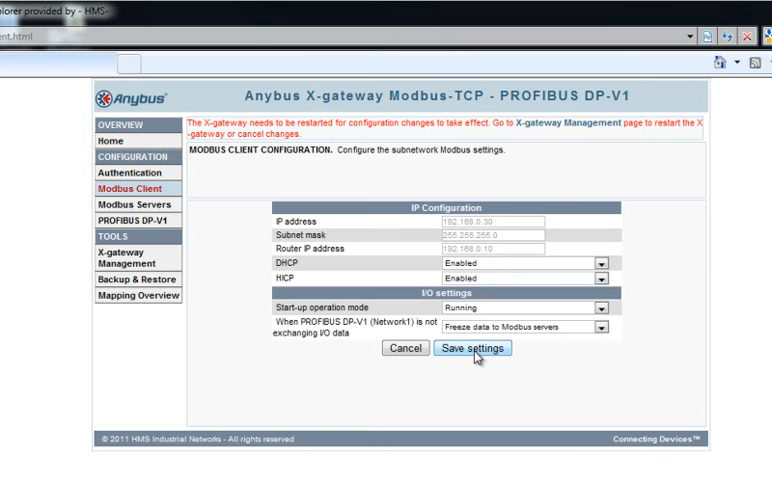 plorer provided by - HMS-
ent.html
Anybus
Anybus X-gateway Modbus-TCP - PROFIBUS DP-V1
OVERVIEW
Home
CONFIGURATION
Authentication
Modbus Client
Modbus Servers
PROFIBUS DP-V1
TOOLS
X-gateway
Management
Backup & Restore
Mapping Overview
The X-gateway needs to be restarted for configuration changes to take effect. Go to X-gateway Management page to restart the X
-gateway or cancel changes.
MODBUS CLIENT CONFIGURATION. Configure the subnetwork Modbus settings.
IP Configuration
IP address 192.168.0.30
Subnet mask 255.255.255.0
Router IP address 192.168.0.10
DHCP Enabled
HICP Enabled
I/O settings
Start-up operation mode Running
When PROFIBUS DP-V1 (Network1) is not
exchanging I/O data Freeze data to Modbus servers
Cancel Save settings
© 2011 HMS Industrial Networks - All rights reserved Connecting Devices™